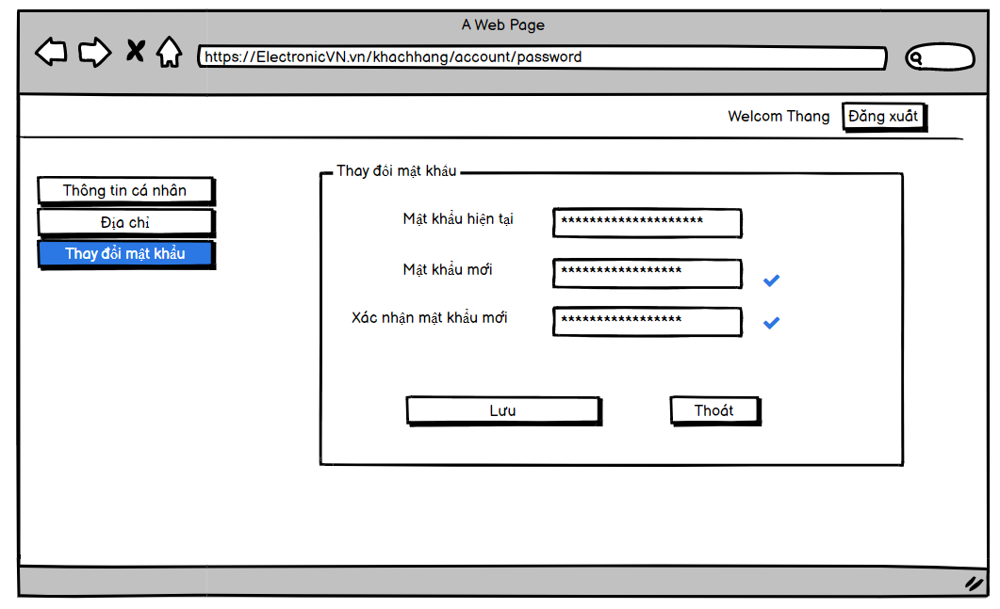 A Web Page
https://ElectronicVN.vn/khachhang/account/password
Welcom Thang
Đăng xuất
Thông tin cá nhân
Địa chỉ
Thay đổi mật khẩu
Thay đổi mật khẩu
Mật khẩu hiện tại
********************
Mật khẩu mới
*****************
Xác nhận mật khẩu mới
*****************
Lưu
Thoát